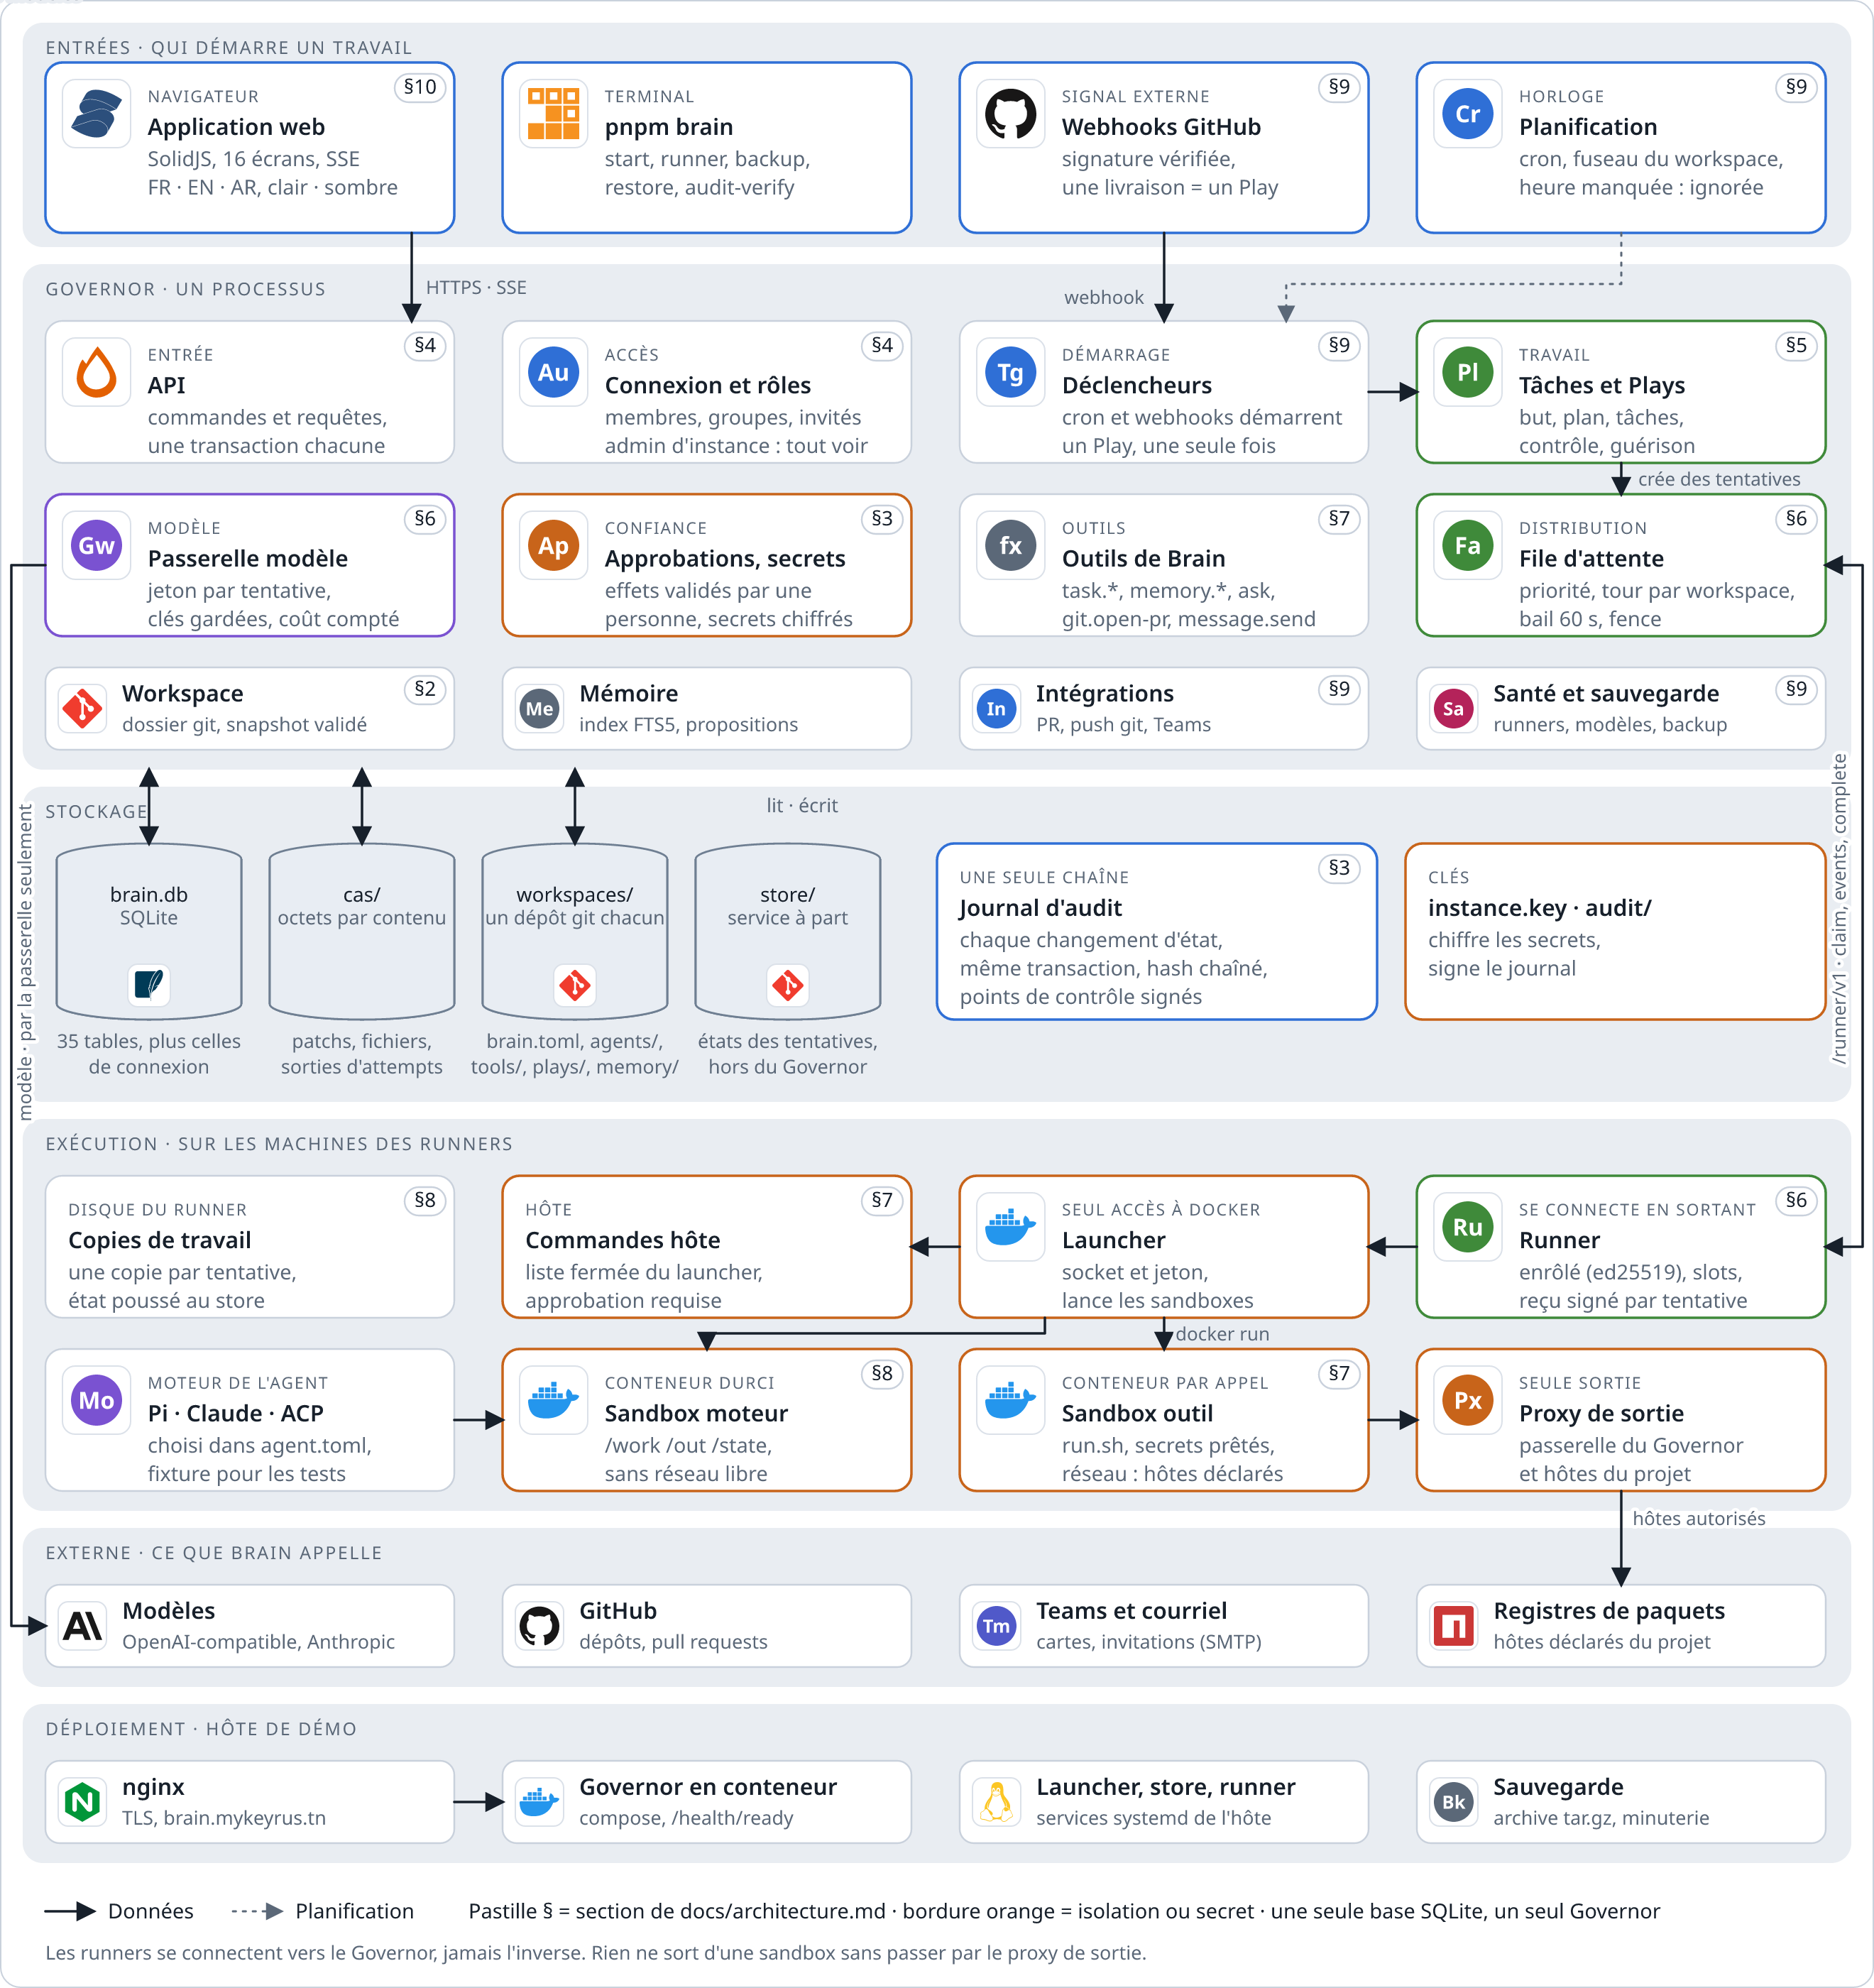 ENTRÉES · QUI DÉMARRE UN TRAVAIL
§10
NAVIGATEUR
Application web
SolidJS, 16 écrans, SSE
FR · EN · AR, clair · sombre
TERMINAL
pnpm brain
start, runner, backup,
restore, audit-verify
§9
SIGNAL EXTERNE
Webhooks GitHub
signature vérifiée,
une livraison = un Play
Cr
§9
HORLOGE
Planification
cron, fuseau du workspace,
heure manquée : ignorée
HTTPS · SSE
webhook
GOVERNOR · UN PROCESSUS
§4
ENTRÉE
API
commandes et requêtes,
une transaction chacune
Au
§4
ACCÈS
Connexion et rôles
membres, groupes, invités
admin d'instance : tout voir
Tg
§9
DÉMARRAGE
Déclencheurs
cron et webhooks démarrent
un Play, une seule fois
Pl
§5
TRAVAIL
Tâches et Plays
but, plan, tâches,
contrôle, guérison
crée des tentatives
Gw
§6
MODÈLE
Passerelle modèle
jeton par tentative,
clés gardées, coût compté
Ap
§3
CONFIANCE
Approbations, secrets
effets validés par une
personne, secrets chiffrés
fx
§7
OUTILS
Outils de Brain
task.*, memory.*, ask,
git.open-pr, message.send
Fa
§6
DISTRIBUTION
File d'attente
priorité, tour par workspace,
bail 60 s, fence
§2
Workspace
dossier git, snapshot validé
Me
Mémoire
index FTS5, propositions
In
§9
Intégrations
PR, push git, Teams
Sa
§9
Santé et sauvegarde
runners, modèles, backup
modèle · par la passerelle seulement
/runner/v1 · claim, events, complete
STOCKAGE
lit · écrit
brain.db
SQLite
35 tables, plus celles
de connexion
cas/
octets par contenu
patchs, fichiers,
sorties d'attempts
workspaces/
un dépôt git chacun
brain.toml, agents/,
tools/, plays/, memory/
store/
service à part
états des tentatives,
hors du Governor
§3
UNE SEULE CHAÎNE
Journal d'audit
chaque changement d'état,
même transaction, hash chaîné,
points de contrôle signés
CLÉS
instance.key · audit/
chiffre les secrets,
signe le journal
EXÉCUTION · SUR LES MACHINES DES RUNNERS
§8
DISQUE DU RUNNER
Copies de travail
une copie par tentative,
état poussé au store
§7
HÔTE
Commandes hôte
liste fermée du launcher,
approbation requise
SEUL ACCÈS À DOCKER
Launcher
socket et jeton,
lance les sandboxes
Ru
§6
SE CONNECTE EN SORTANT
Runner
enrôlé (ed25519), slots,
reçu signé par tentative
docker run
Mo
MOTEUR DE L'AGENT
Pi · Claude · ACP
choisi dans agent.toml,
fixture pour les tests
§8
CONTENEUR DURCI
Sandbox moteur
/work /out /state,
sans réseau libre
§7
CONTENEUR PAR APPEL
Sandbox outil
run.sh, secrets prêtés,
réseau : hôtes déclarés
Px
SEULE SORTIE
Proxy de sortie
passerelle du Governor
et hôtes du projet
hôtes autorisés
EXTERNE · CE QUE BRAIN APPELLE
Modèles
OpenAI-compatible, Anthropic
GitHub
dépôts, pull requests
Tm
Teams et courriel
cartes, invitations (SMTP)
Registres de paquets
hôtes déclarés du projet
DÉPLOIEMENT · HÔTE DE DÉMO
nginx
TLS, brain.mykeyrus.tn
Governor en conteneur
compose, /health/ready
Launcher, store, runner
services systemd de l'hôte
Bk
Sauvegarde
archive tar.gz, minuterie
Données
Planification
Pastille § = section de docs/architecture.md · bordure orange = isolation ou secret · une seule base SQLite, un seul Governor
Les runners se connectent vers le Governor, jamais l'inverse. Rien ne sort d'une sandbox sans passer par le proxy de sortie.